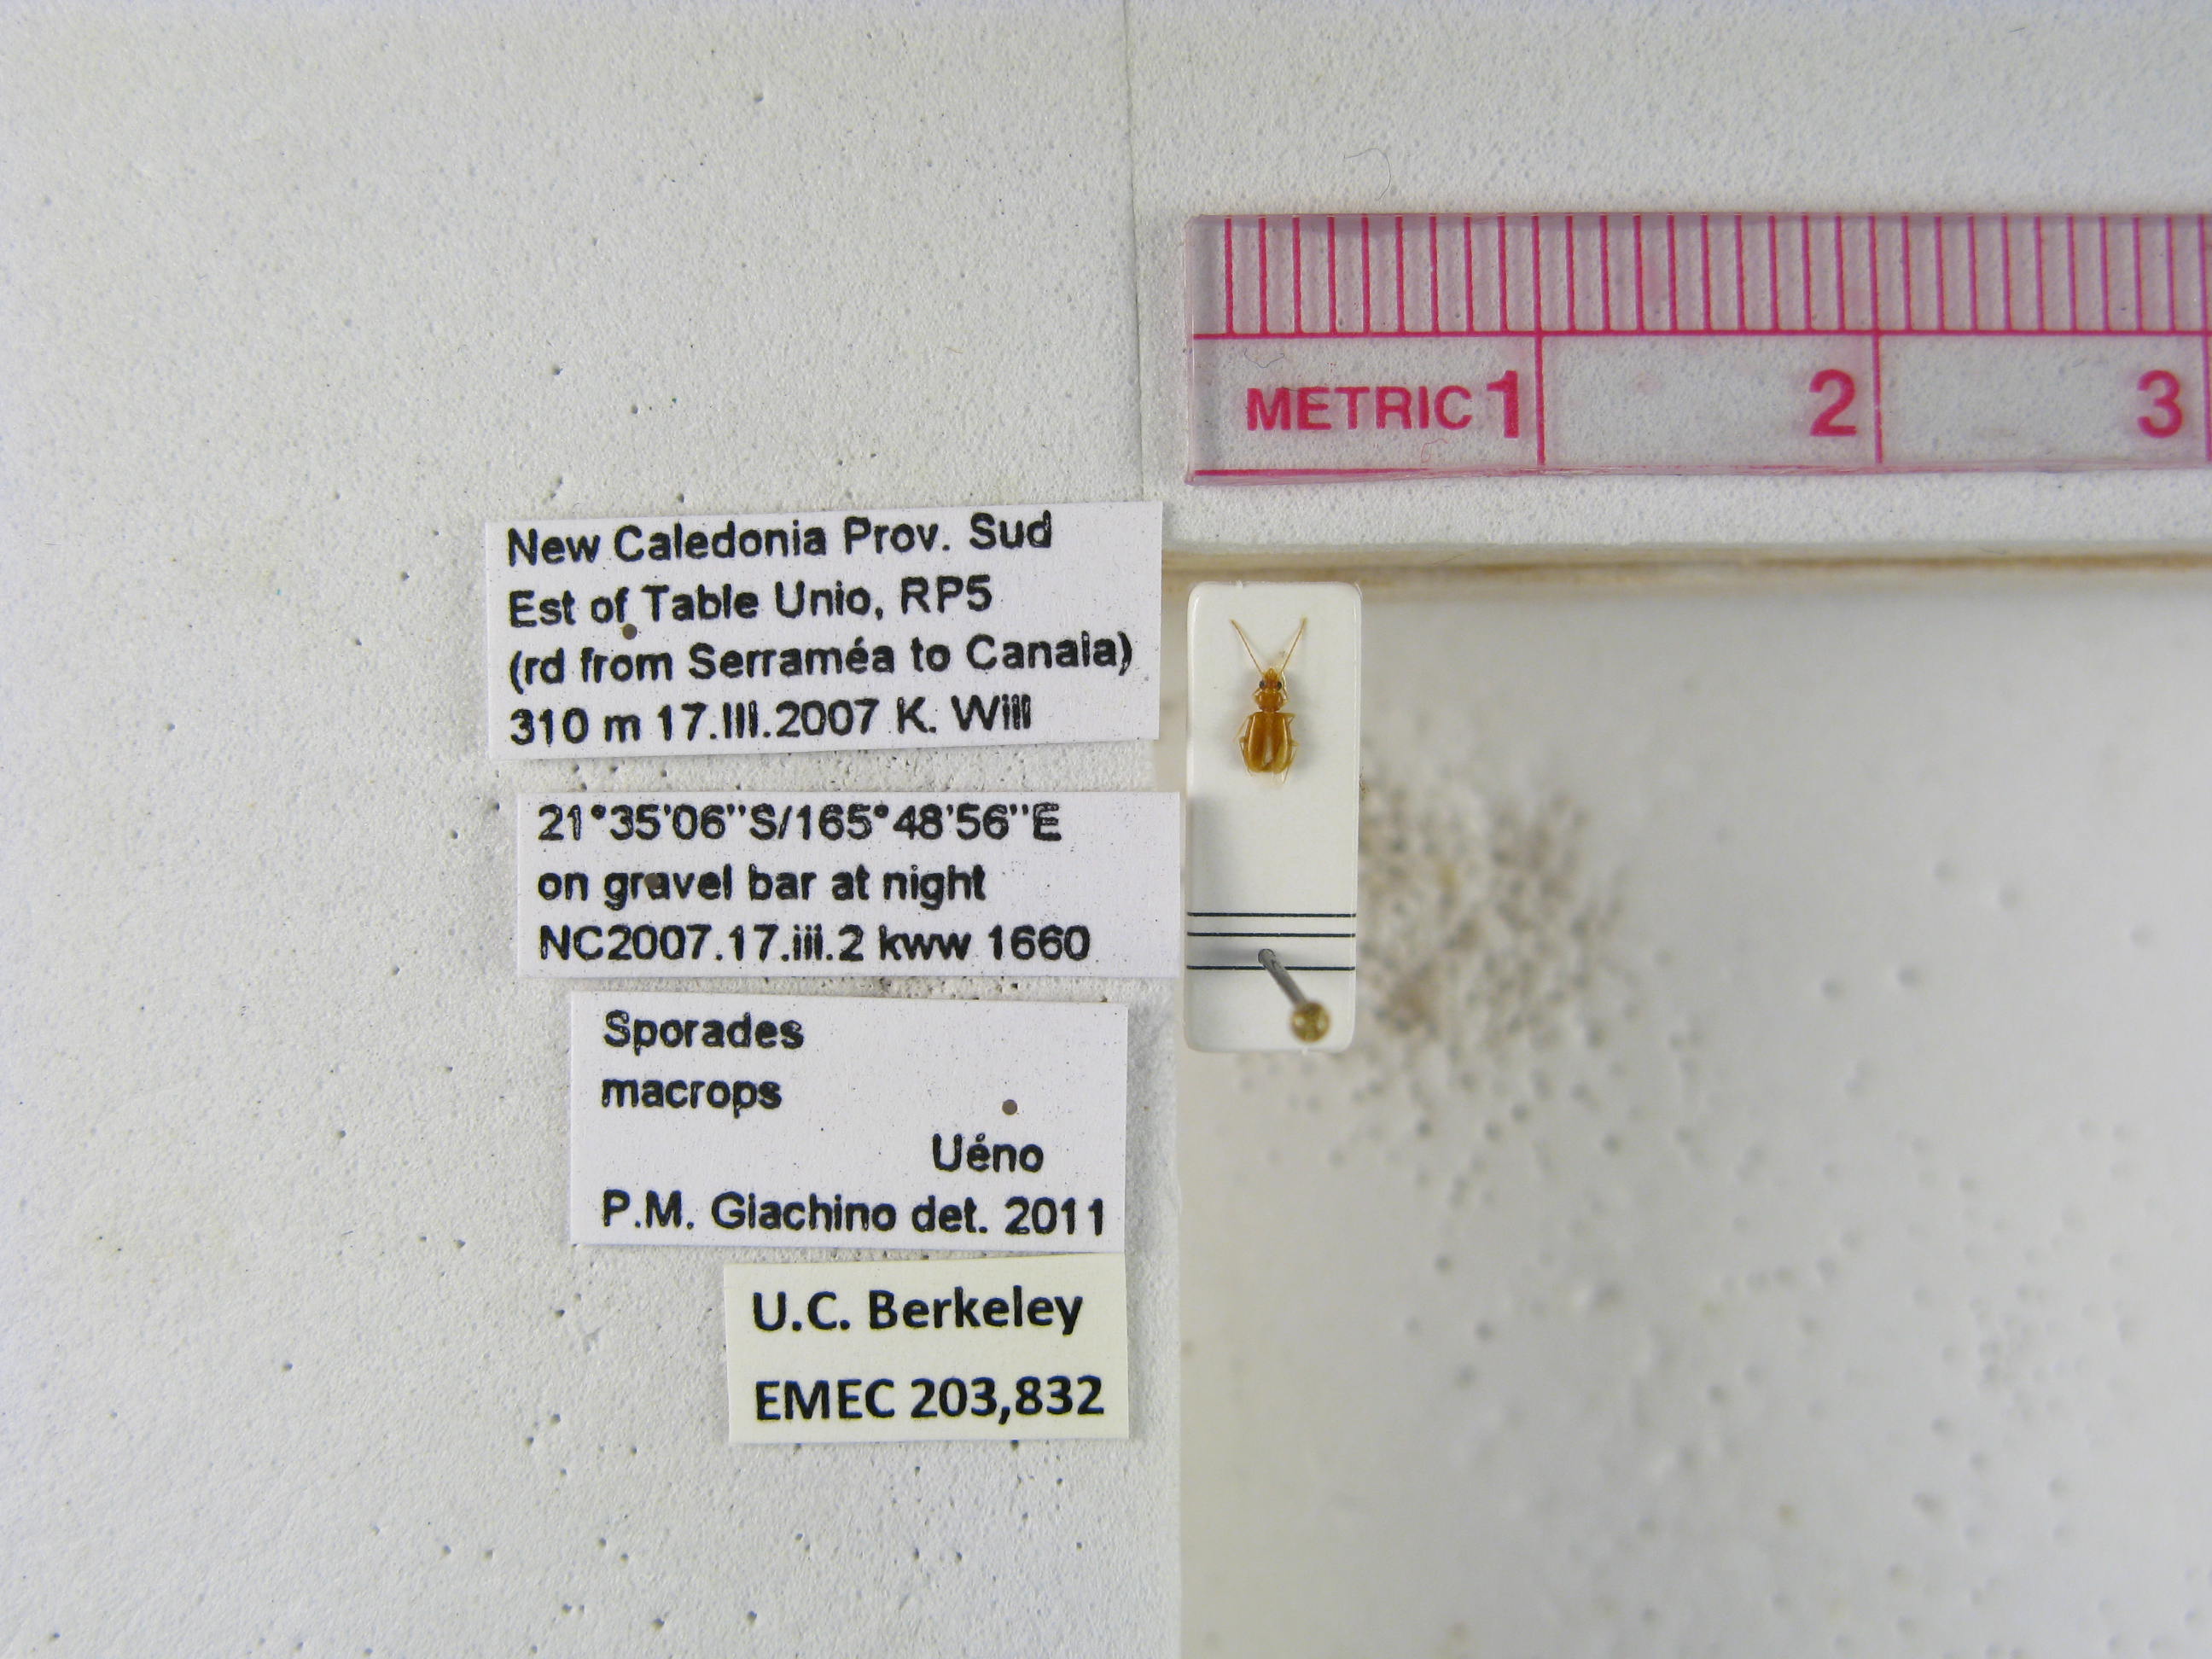 METRIC 1 2 3
New Caledonia Prov. Sud
Est of Table Unio, RP5
(rd from Serraméa to Canala)
310 m 17.III.2007 K. Will
21°35'06''S/165°48'56''E
on gravel bar at night
NC2007.17.iii.2 kww 1660
Sporades
macrops
Uéno
P.M. Giachino det. 2011
U.C. Berkeley
EMEC 203,832